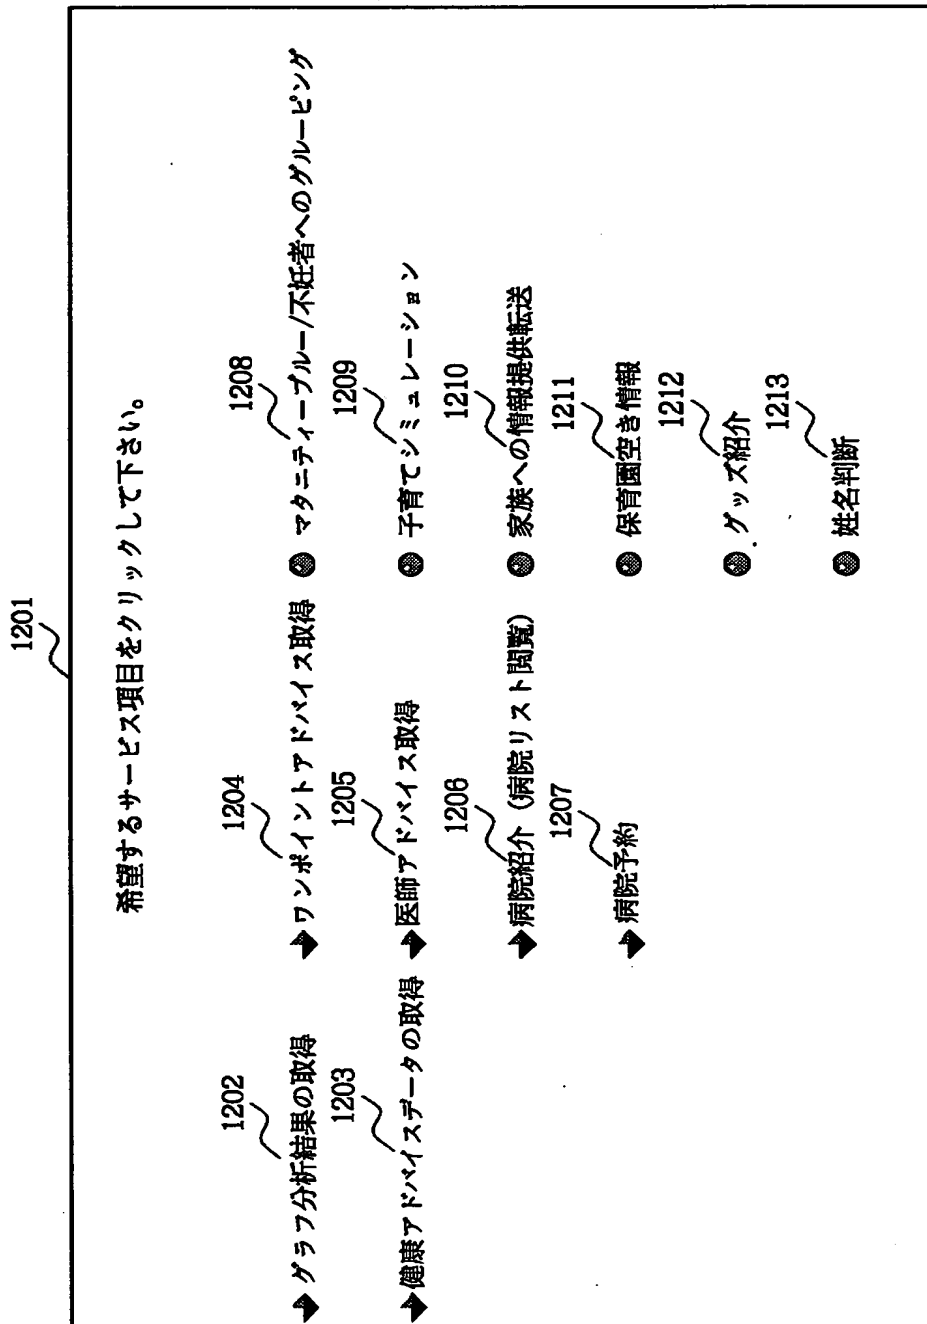 1201
希望するサービス項目をクリックして下さい。
1202
グラフ分析結果の取得
1203
健康アドバイスデータの取得
1204
ワンポイントアドバイス取得
1205
医師アドバイス取得
1206
病院紹介（病院リスト閲覧）
1207
病院予約
1208
マタニティーブルー/不妊者へのグルーピング
1209
子育てシミュレーション
1210
家族への情報提供転送
1211
保育園空き情報
1212
グッズ紹介
1213
姓名判断